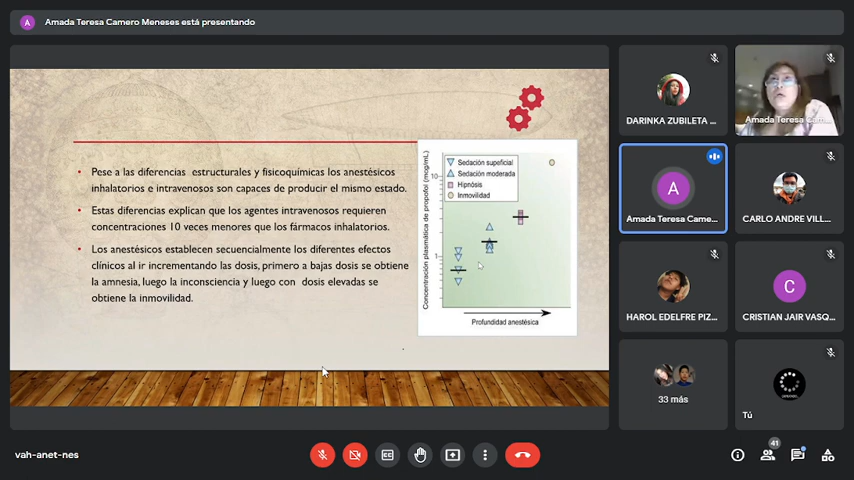 A Amada Teresa Camero Meneses está presentando
• Pese a las diferencias estructurales y fisicoquímicas los anestésicos
inhalatorios e intravenosos son capaces de producir el mismo estado.
• Estas diferencias explican que los agentes intravenosos requieren
concentraciones 10 veces menores que los fármacos inhalatorios.
• Los anestésicos establecen secuencialmente los diferentes efectos
clínicos al ir incrementando las dosis, primero a bajas dosis se obtiene
la amnesia, luego la inconsciencia y luego con dosis elevadas se
obtiene la inmovilidad.
Concentración plasmática de propofol (mcg/mL)
10
1
Sedación supeficial
Sedación moderada
Hipnósis
Inmovilidad
Profundidad anestésica
DARINKA ZUBILETA ...
Amada Teresa Cam...
A
Amada Teresa Came...
CARLO ANDRE VILL...
HAROL EDELFRE PIZ...
C
CRISTIAN JAIR VASQ...
33 más
Tú
vah-anet-nes
41